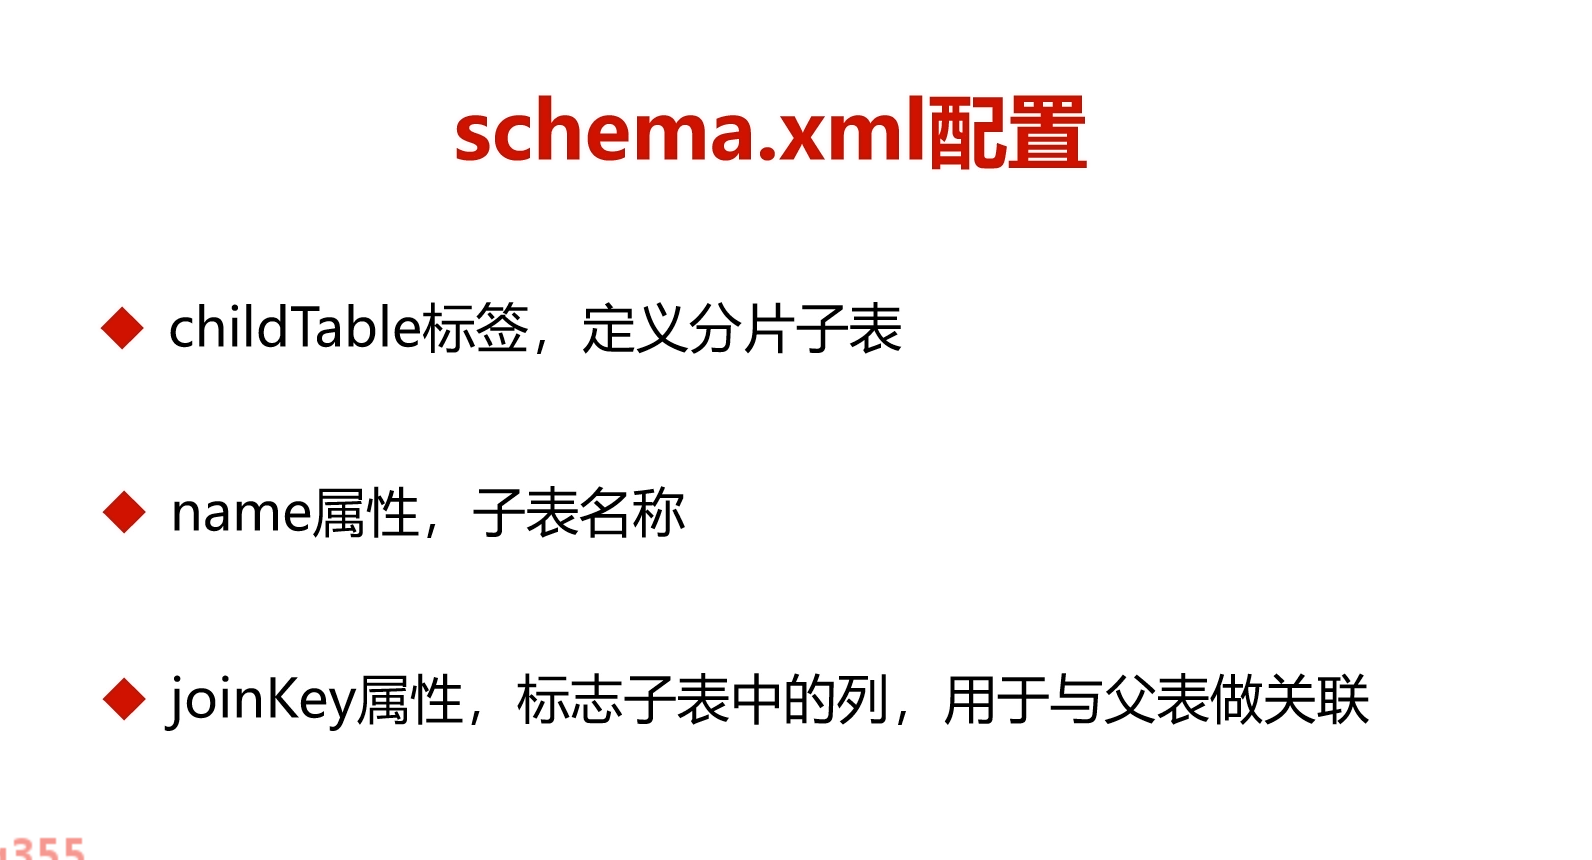 schema.xml配置
childTable标签，定义分片子表
name属性，子表名称
joinKey属性，标志子表中的列，用于与父表做关联
355